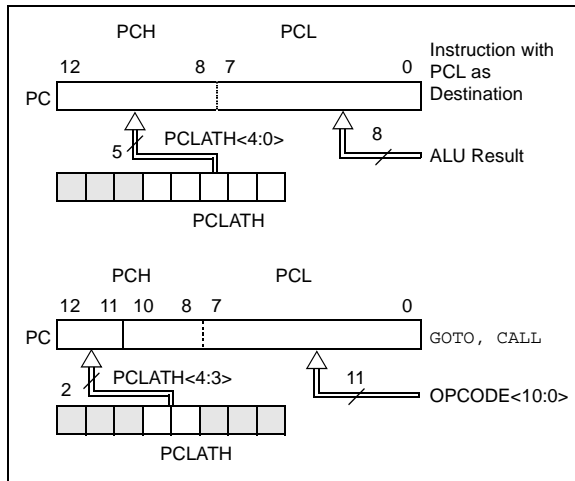 PCH PCL
12 8 7 0
Instruction with
PCL as
Destination
PC
5 PCLATH<4:0> 8
ALU Result
PCLATH
PCH PCL
12 11 10 8 7 0
PC GOTO, CALL
2 PCLATH<4:3> 11
OPCODE<10:0>
PCLATH